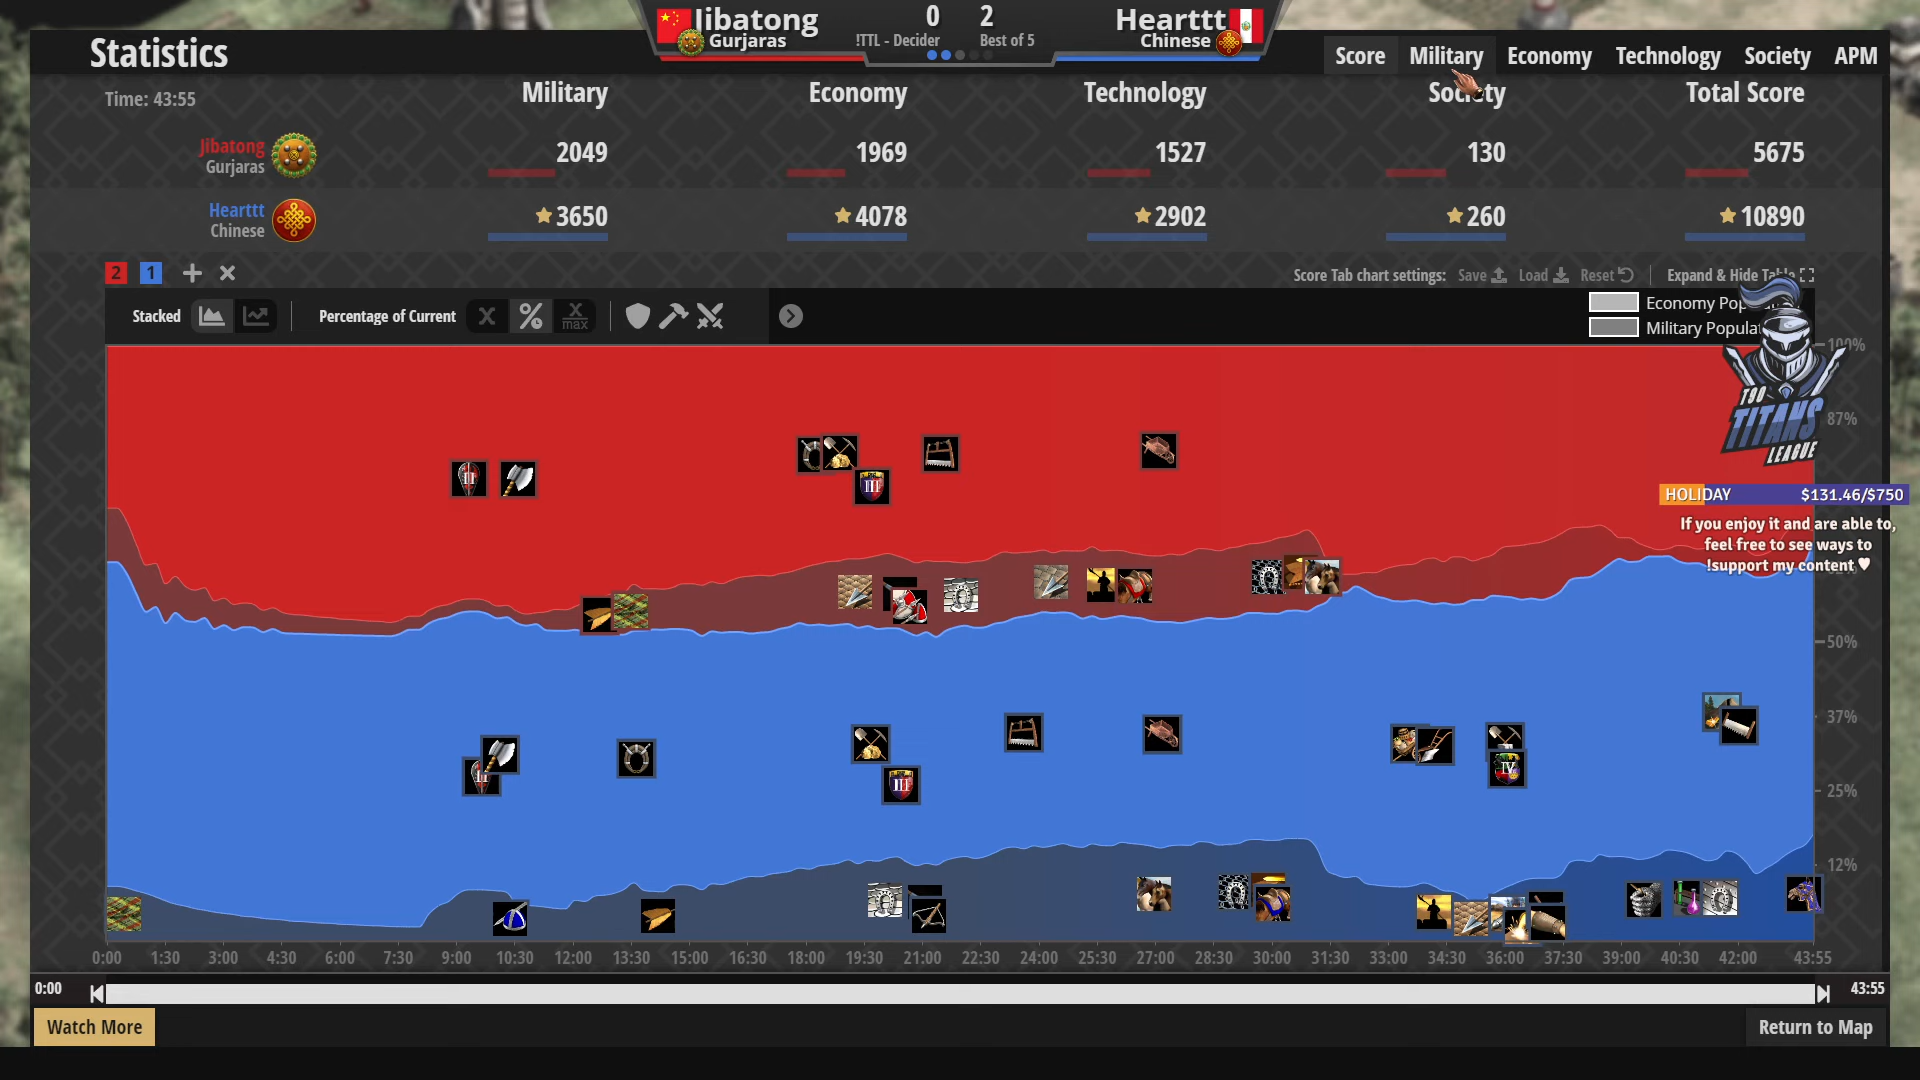 Jibatong
Gurjaras
0
2
!TTL - Decider
Best of 5
Hearttt
Chinese
Statistics
Score
Military
Economy
Technology
Society
APM
Time: 43:55
Military
Economy
Technology
Society
Total Score
Jibatong
Gurjaras
2049
1969
1527
130
5675
Hearttt
Chinese
3650
4078
2902
260
10890
2
1
Score Tab chart settings:
Save
Load
Reset
Expand & Hide Table
Stacked
Percentage of Current
X
%
X
max
Economy Pop
Military Populat
100%
87%
T90
TITANS
LEAGUE
HOLIDAY
$131.46/$750
If you enjoy it and are able to,
feel free to see ways to
!support my content ♥
II
III
50%
37%
III
IV
25%
12%
0:00
1:30
3:00
4:30
6:00
7:30
9:00
10:30
12:00
13:30
15:00
16:30
18:00
19:30
21:00
22:30
24:00
25:30
27:00
28:30
30:00
31:30
33:00
34:30
36:00
37:30
39:00
40:30
42:00
43:55
0:00
43:55
Watch More
Return to Map